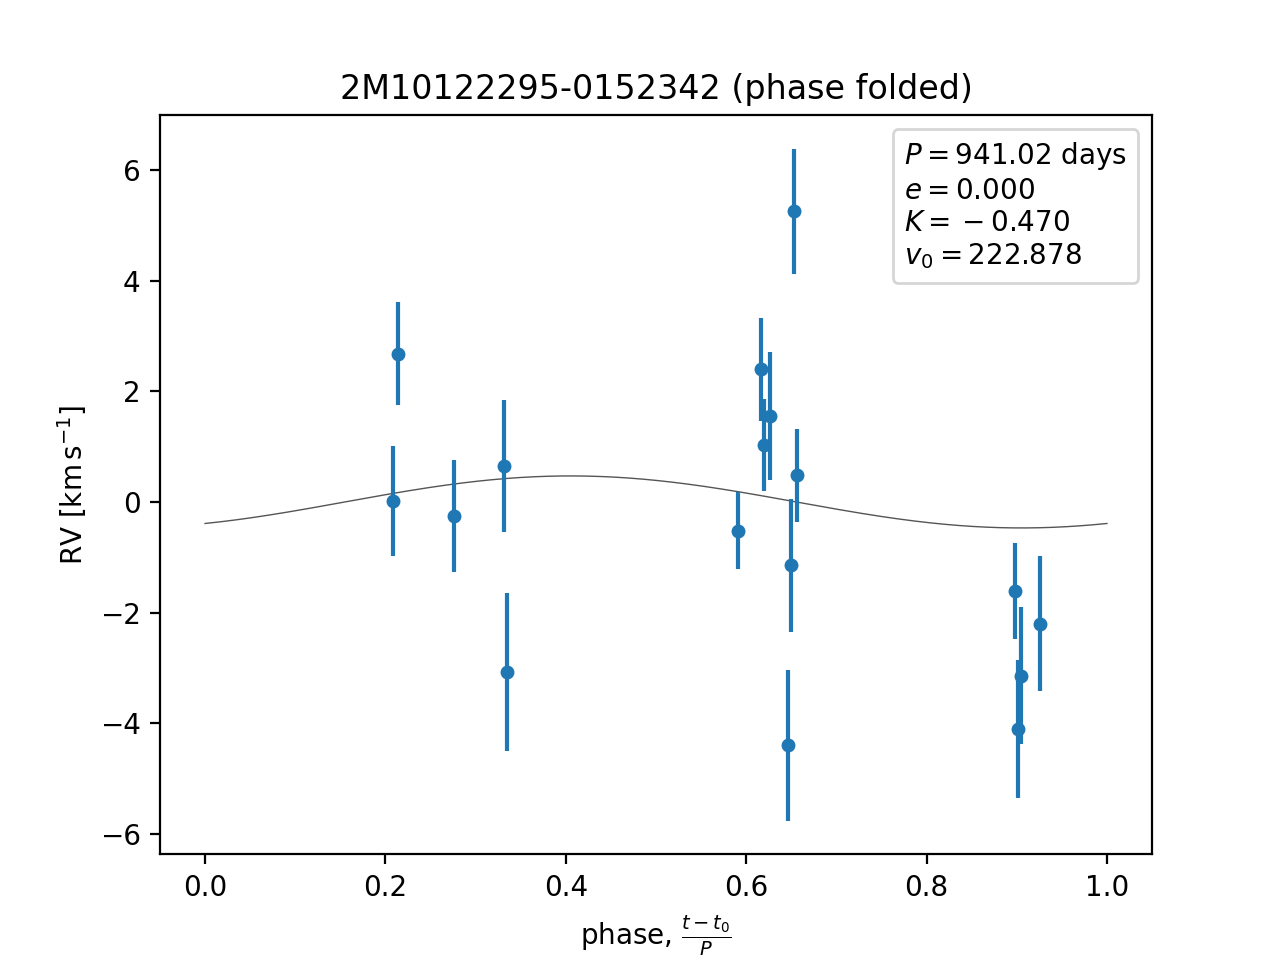 2M10122295-0152342 (phase folded)
P = 941.02 days
e = 0.000
K = −0.470
v₀ = 222.878
RV [km s⁻¹]
6
4
2
0
−2
−4
−6
0.0 0.2 0.4 0.6 0.8 1.0
phase, (t − t₀)/P